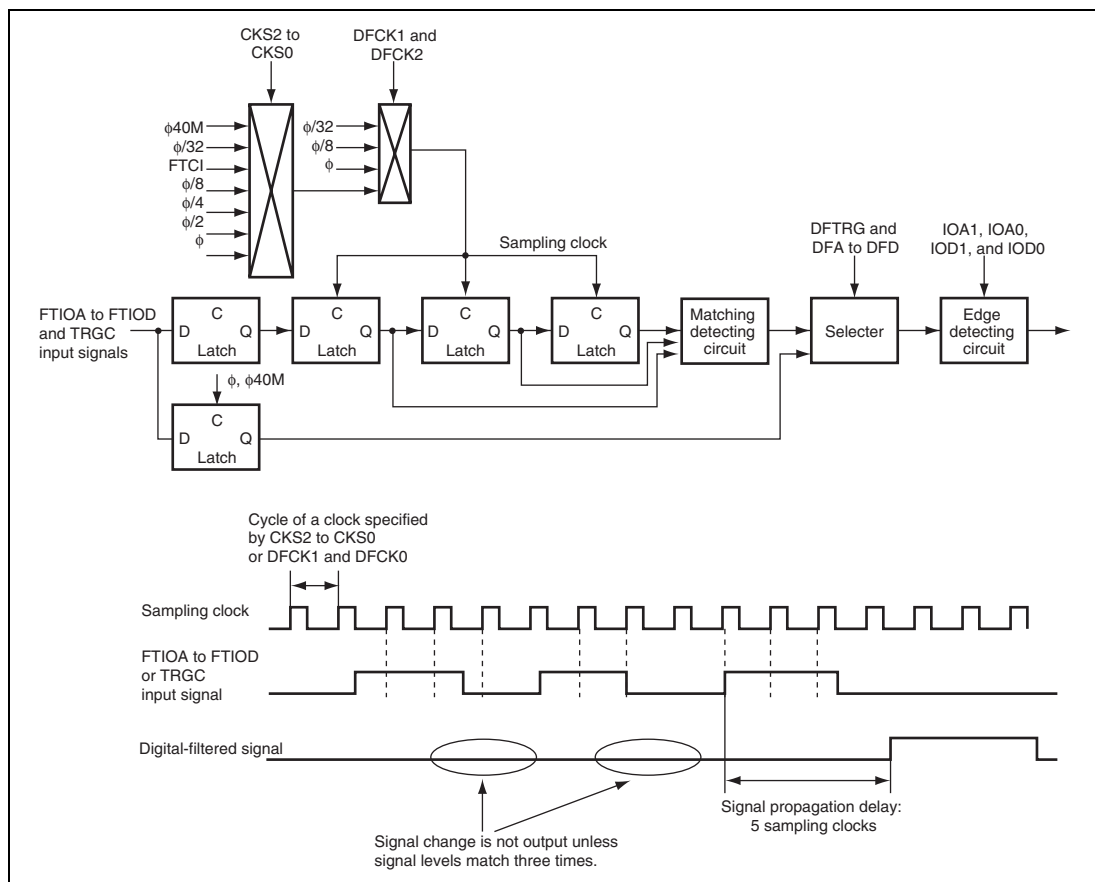 CKS2 to
CKS0
DFCK1 and
DFCK2
ϕ40M
ϕ/32
FTCI
ϕ/8
ϕ/4
ϕ/2
ϕ
ϕ/32
ϕ/8
ϕ
Sampling clock
DFTRG and
DFA to DFD
IOA1, IOA0,
IOD1, and IOD0
FTIOA to FTIOD
and TRGC
input signals
C
D Q
Latch
C
D Q
Latch
C
D Q
Latch
C
D Q
Latch
Matching
detecting
circuit
Selecter
Edge
detecting
circuit
ϕ, ϕ40M
C
D Q
Latch
Cycle of a clock specified
by CKS2 to CKS0
or DFCK1 and DFCK0
Sampling clock
FTIOA to FTIOD
or TRGC
input signal
Digital-filtered signal
Signal change is not output unless
signal levels match three times.
Signal propagation delay:
5 sampling clocks